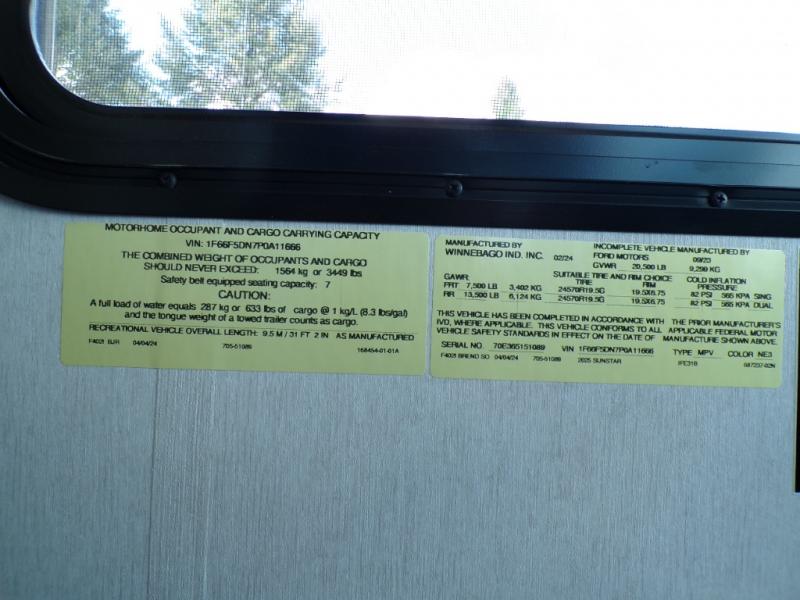 MOTORHOME OCCUPANT AND CARGO CARRYING CAPACITY
VIN: 1F66F5DN7P0A11666
THE COMBINED WEIGHT OF OCCUPANTS AND CARGO
SHOULD NEVER EXCEED: 1564 kg or 3449 lbs
Safety belt equipped seating capacity: 7
CAUTION:
A full load of water equals 287 kg or 633 lbs of cargo @ 1 kg/L (8.3 lbs/gal)
and the tongue weight of a towed trailer counts as cargo.
RECREATIONAL VEHICLE OVERALL LENGTH: 9.5 M / 31 FT 2 IN AS MANUFACTURED
F4021 BJR 04/04/24 705-51089 168454-01-01A
MANUFACTURED BY INCOMPLETE VEHICLE MANUFACTURED BY
WINNEBAGO IND. INC. 02/24 FORD MOTORS 09/23
GVWR 20,500 LB 9,299 KG
GAWR: SUITABLE TIRE AND RIM CHOICE COLD INFLATION
TIRE RIM PRESSURE
FRT 7,500 LB 3,402 KG 24570R19.5G 19.5X6.75 82 PSI 565 KPA SING
RR 13,500 LB 6,124 KG 24570R19.5G 19.5X6.75 82 PSI 565 KPA DUAL
THIS VEHICLE HAS BEEN COMPLETED IN ACCORDANCE WITH THE PRIOR MANUFACTURER'S
IVD, WHERE APPLICABLE. THIS VEHICLE CONFORMS TO ALL APPLICABLE FEDERAL MOTOR
VEHICLE SAFETY STANDARDS IN EFFECT ON THE DATE OF MANUFACTURE SHOWN ABOVE.
SERIAL NO. 70E365151089 VIN 1F66F5DN7P0A11666 TYPE MPV COLOR NE3
F4021 04/04/24 705-51089 2025 SUNSTAR IFE31B